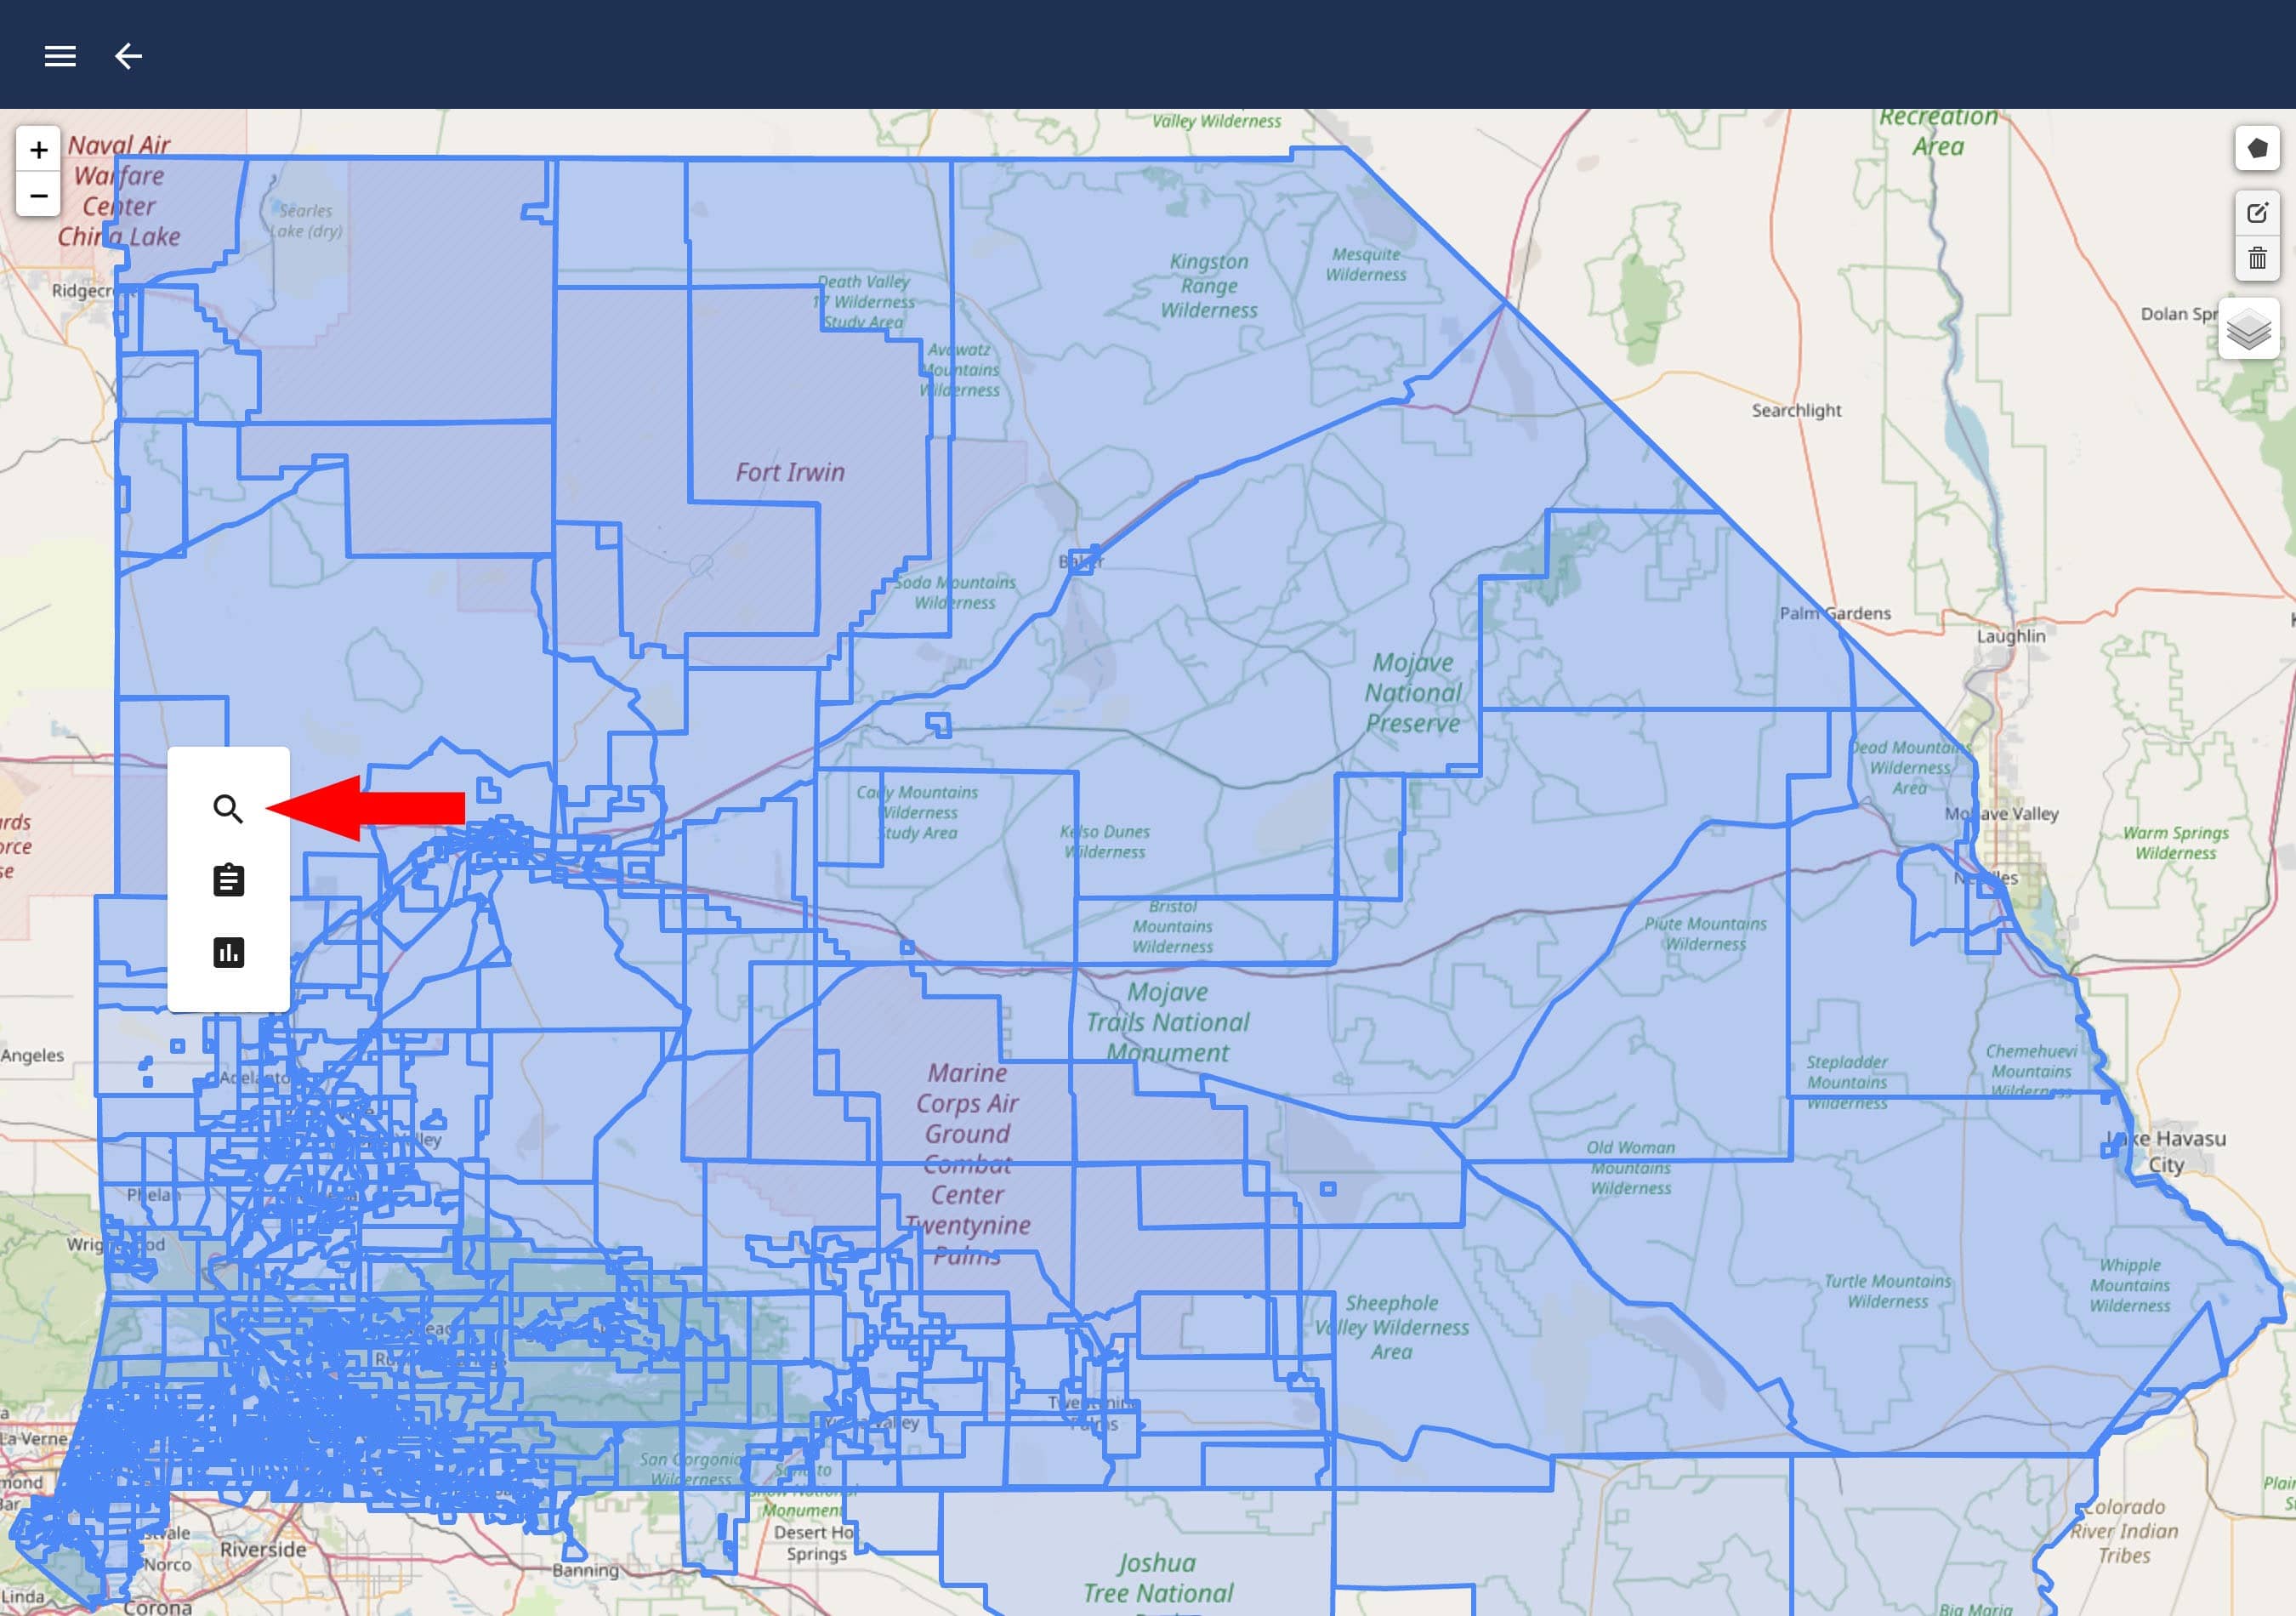 Valley Wilderness
Recreation
Area
+
−
Naval Air
Warfare
Center
China Lake
Searles
Lake (dry)
Kingston
Range
Wilderness
Mesquite
Wilderness
Death Valley
17 Wilderness
Study Area
Dolan Spr
Avawatz
Mountains
Wilderness
Searchlight
Fort Irwin
Soda Mountains
Wilderness
Palm Gardens
Laughlin
Mojave
National
Preserve
Dead Mountains
Wilderness
Area
Cady Mountains
Wilderness
Study Area
Kelso Dunes
Wilderness
Mojave Valley
Warm Springs
Wilderness
Needles
Bristol
Mountains
Wilderness
Piute Mountains
Wilderness
Mojave
Trails National
Monument
Angeles
Adelanto
Marine
Corps Air
Ground
Combat
Center
Twentynine
Palms
Stepladder
Mountains
Wilderness
Chemehuevi
Mountains
Wilderness
Lake Havasu
City
Old Woman
Mountains
Wilderness
Phelan
Wrightwood
Turtle Mountains
Wilderness
Whipple
Mountains
Wilderness
Sheephole
Valley Wilderness
Area
La Verne
Twentynine
Palms
San Gorgonio
Wilderness
Monument
Desert Hot
Springs
Riverside
Norco
Banning
Corona
Linda
Joshua
Tree National
Colorado
River Indian
Tribes
Big Maria